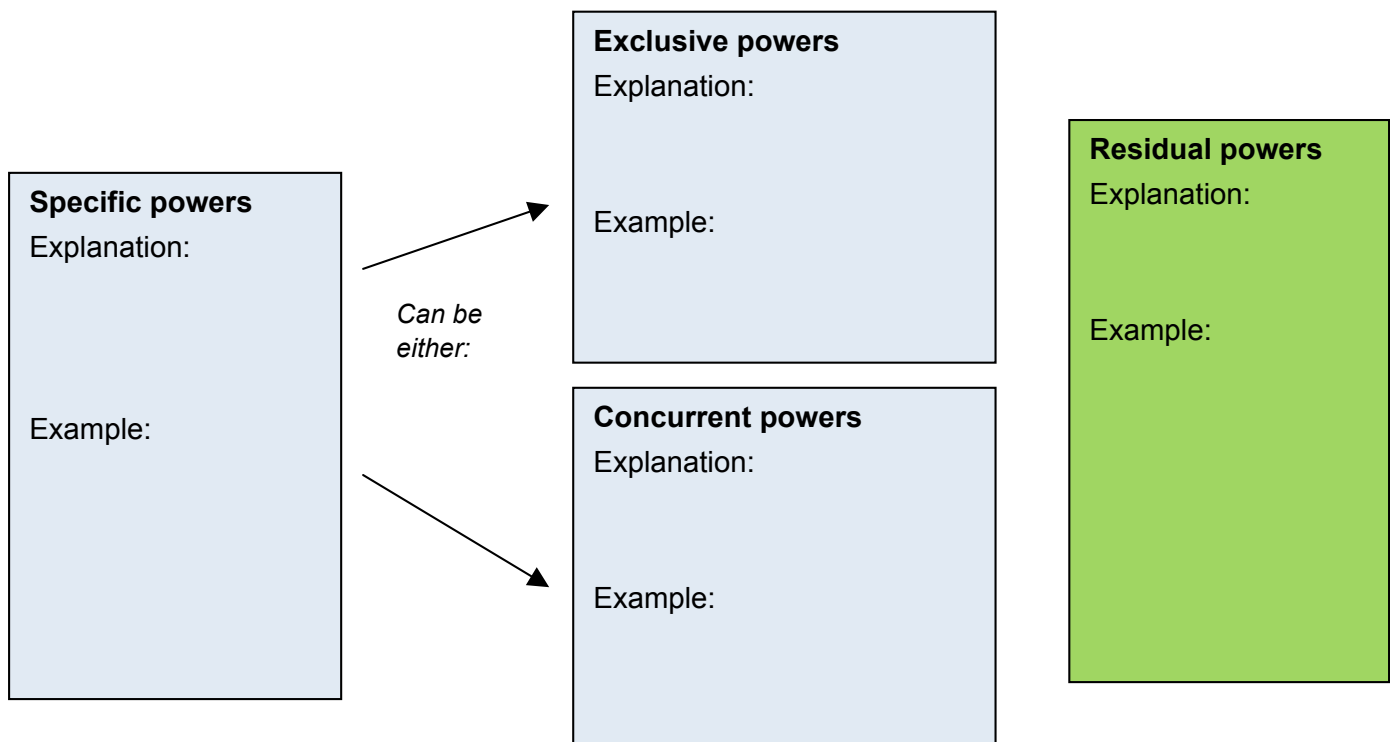 Specific powers
Explanation:
Example:
Can be
either:
Exclusive powers
Explanation:
Example:
Concurrent powers
Explanation:
Example:
Residual powers
Explanation:
Example: